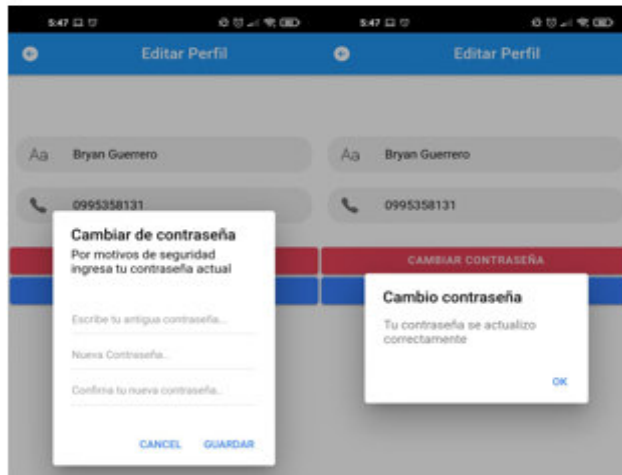 5:47
Editar Perfil
Aa Bryan Guerrero
0995358131
Cambiar de contraseña
Por motivos de seguridad
ingresa tu contraseña actual
Escribe tu antigua contraseña...
Nueva Contraseña..
Confirma tu nueva contraseña..
CANCEL GUARDAR
5:47
Editar Perfil
Aa Bryan Guerrero
0995358131
CAMBIAR CONTRASEÑA
Cambio contraseña
Tu contraseña se actualizo
correctamente
OK